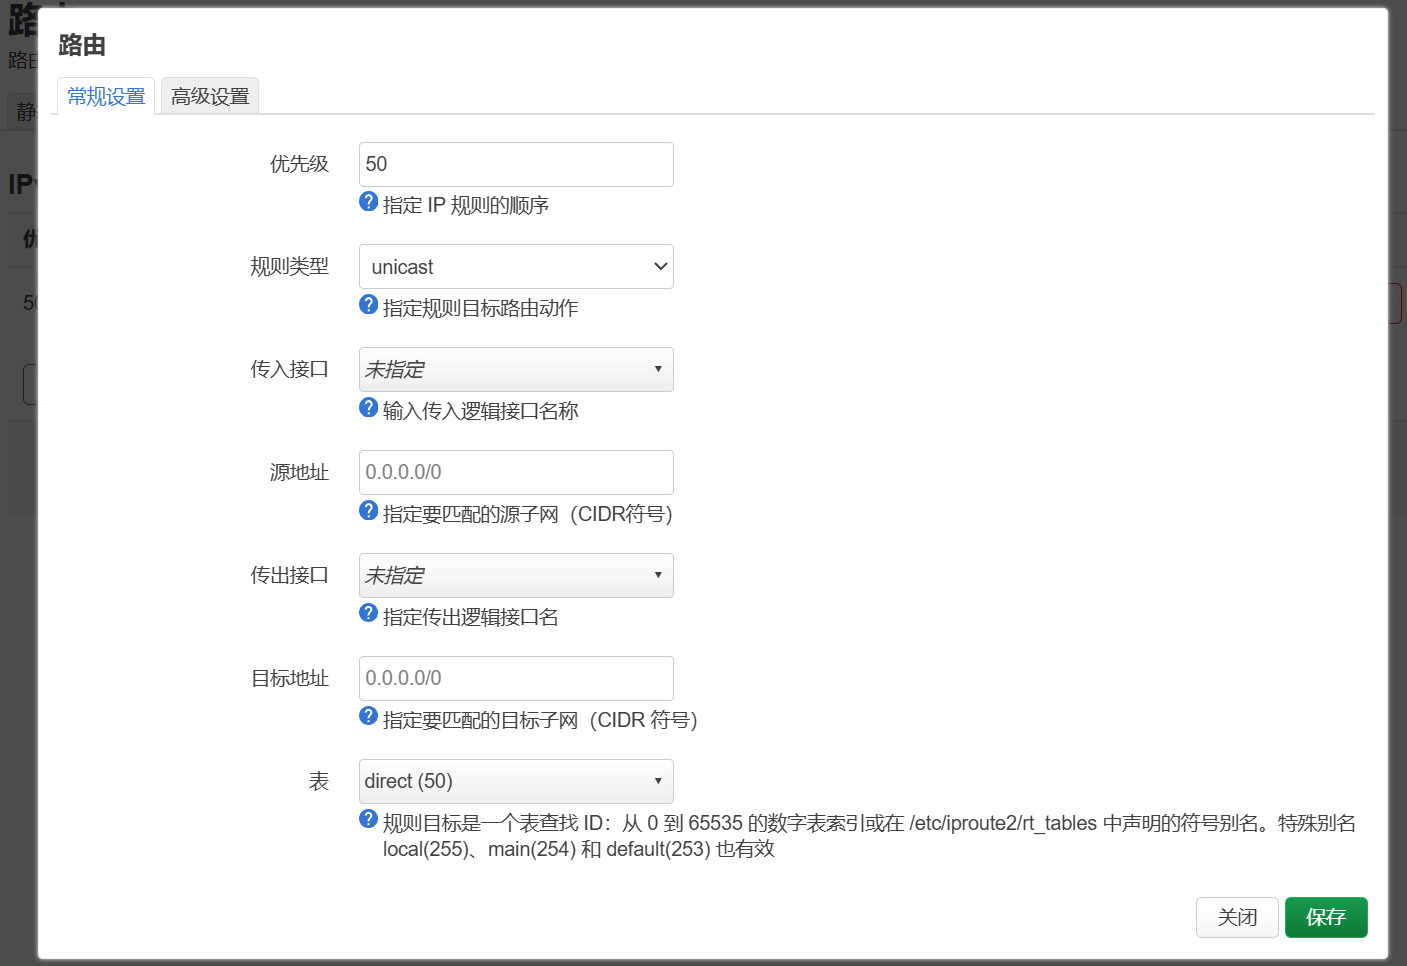 路由
常规设置
高级设置
优先级
50
指定 IP 规则的顺序
规则类型
unicast
指定规则目标路由动作
传入接口
未指定
输入传入逻辑接口名称
源地址
0.0.0.0/0
指定要匹配的源子网（CIDR符号）
传出接口
未指定
指定传出逻辑接口名
目标地址
0.0.0.0/0
指定要匹配的目标子网（CIDR 符号）
表
direct (50)
规则目标是一个表查找 ID：从 0 到 65535 的数字表索引或在 /etc/iproute2/rt_tables 中声明的符号别名。特殊别名
local(255)、main(254) 和 default(253) 也有效
关闭
保存